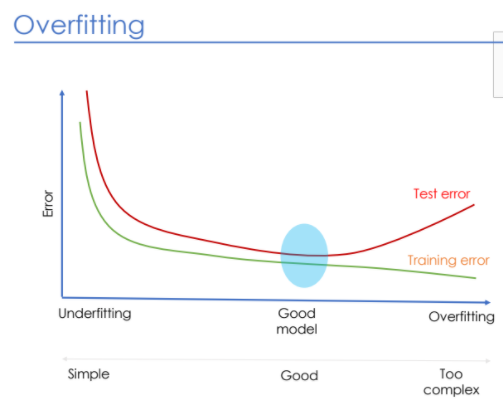 Overfitting
Error
Test error
Training error
Underfitting
Good
model
Overfitting
Simple
Good
Too
complex